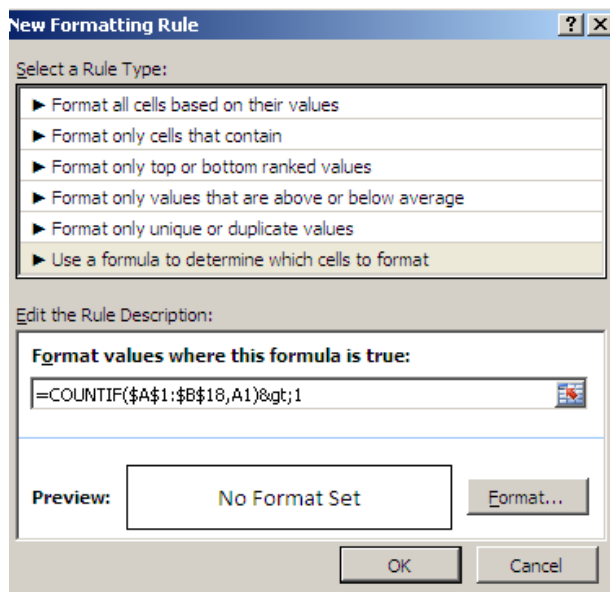 New Formatting Rule
Select a Rule Type:
► Format all cells based on their values
► Format only cells that contain
► Format only top or bottom ranked values
► Format only values that are above or below average
► Format only unique or duplicate values
► Use a formula to determine which cells to format
Edit the Rule Description:
Format values where this formula is true:
=COUNTIF($A$1:$B$18,A1)&gt;1
Preview:
No Format Set
Format...
OK
Cancel